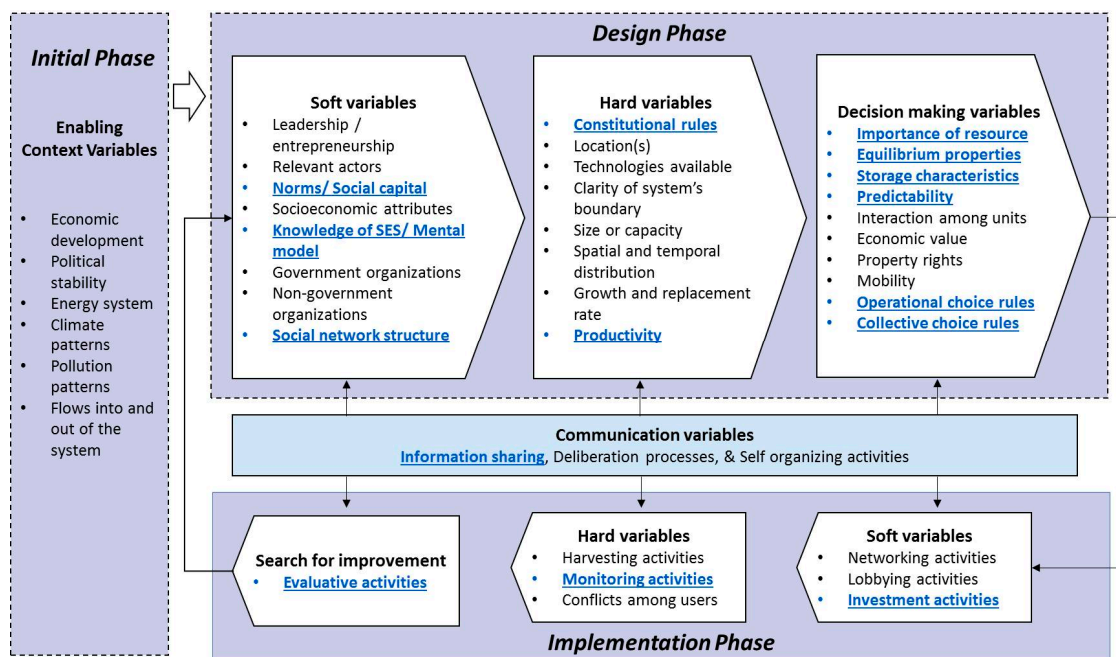 Initial Phase
Enabling
Context Variables
• Economic
development
• Political
stability
• Energy system
• Climate
patterns
• Pollution
patterns
• Flows into and
out of the
system
Design Phase
Soft variables
• Leadership /
entrepreneurship
• Relevant actors
• Norms/ Social capital
• Socioeconomic attributes
• Knowledge of SES/ Mental
model
• Government organizations
• Non-government
organizations
• Social network structure
Hard variables
• Constitutional rules
• Location(s)
• Technologies available
• Clarity of system's
boundary
• Size or capacity
• Spatial and temporal
distribution
• Growth and replacement
rate
• Productivity
Decision making variables
• Importance of resource
• Equilibrium properties
• Storage characteristics
• Predictability
• Interaction among units
• Economic value
• Property rights
• Mobility
• Operational choice rules
• Collective choice rules
Communication variables
Information sharing, Deliberation processes, & Self organizing activities
Search for improvement
• Evaluative activities
Hard variables
• Harvesting activities
• Monitoring activities
• Conflicts among users
Soft variables
• Networking activities
• Lobbying activities
• Investment activities
Implementation Phase